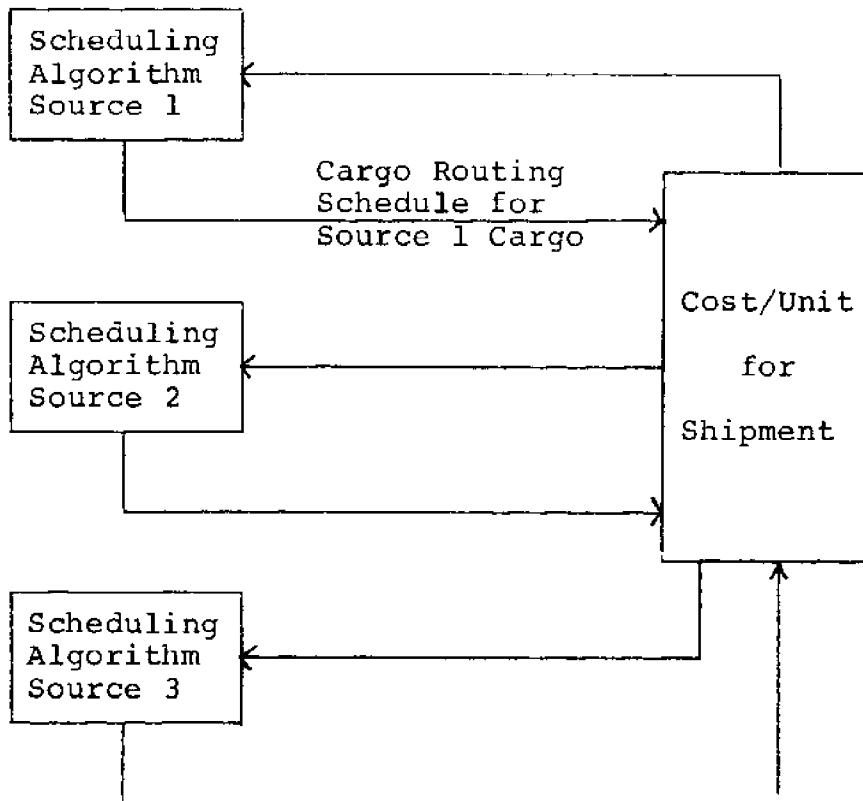 Scheduling
Algorithm
Source 1
Cargo Routing
Schedule for
Source 1 Cargo
Cost/Unit
for
Shipment
Scheduling
Algorithm
Source 2
Scheduling
Algorithm
Source 3